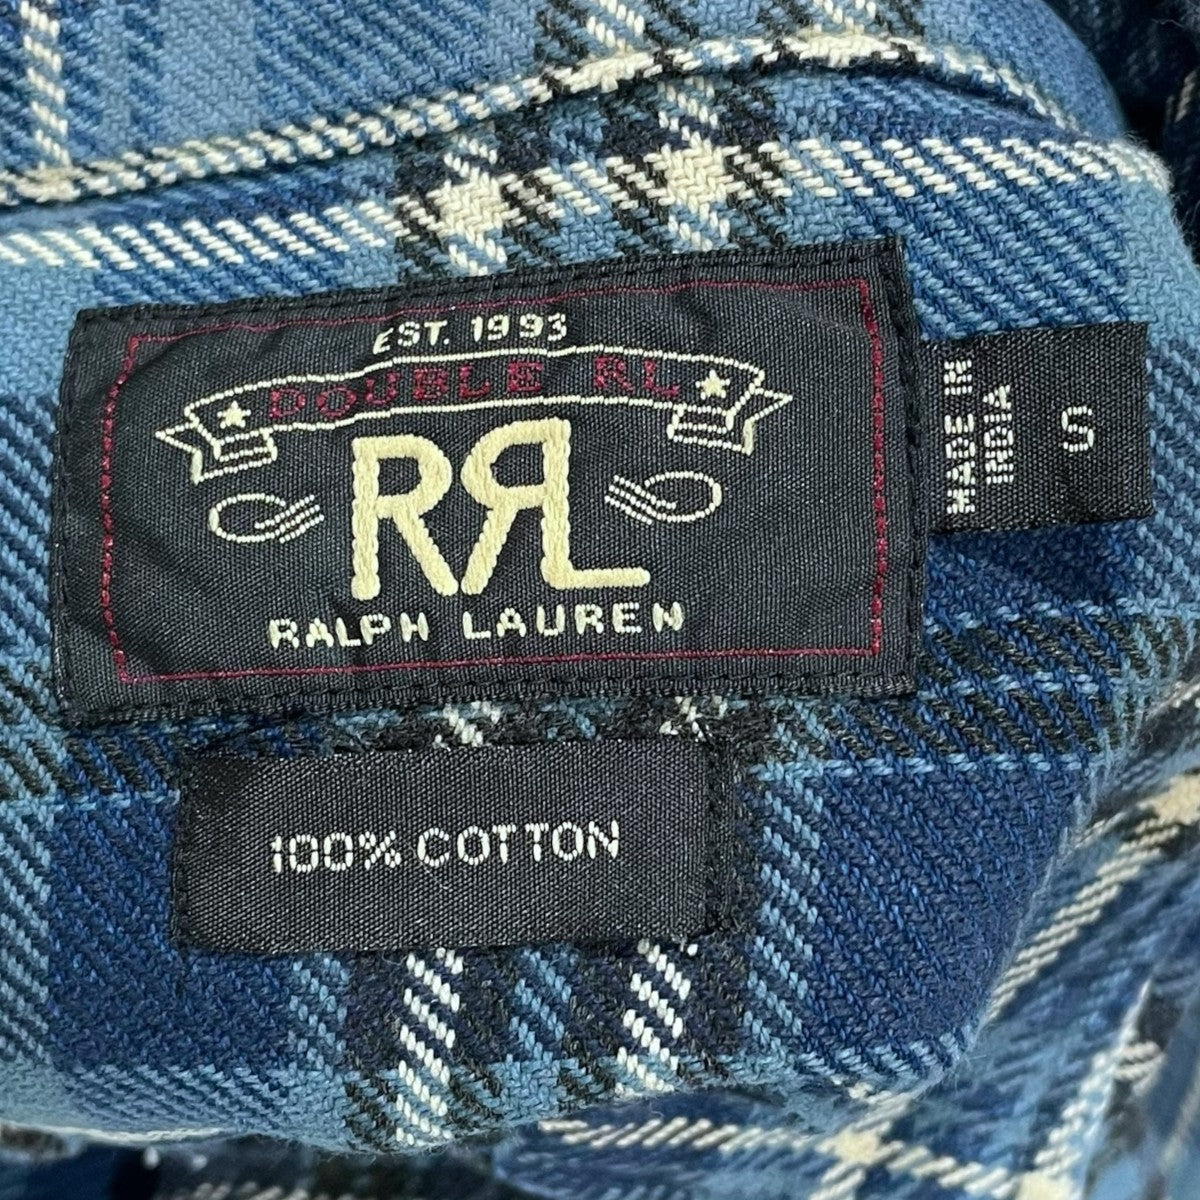 EST. 1993
DOUBLE RL
RRL
RALPH LAUREN
MADE IN
INDIA
S
100% COTTON